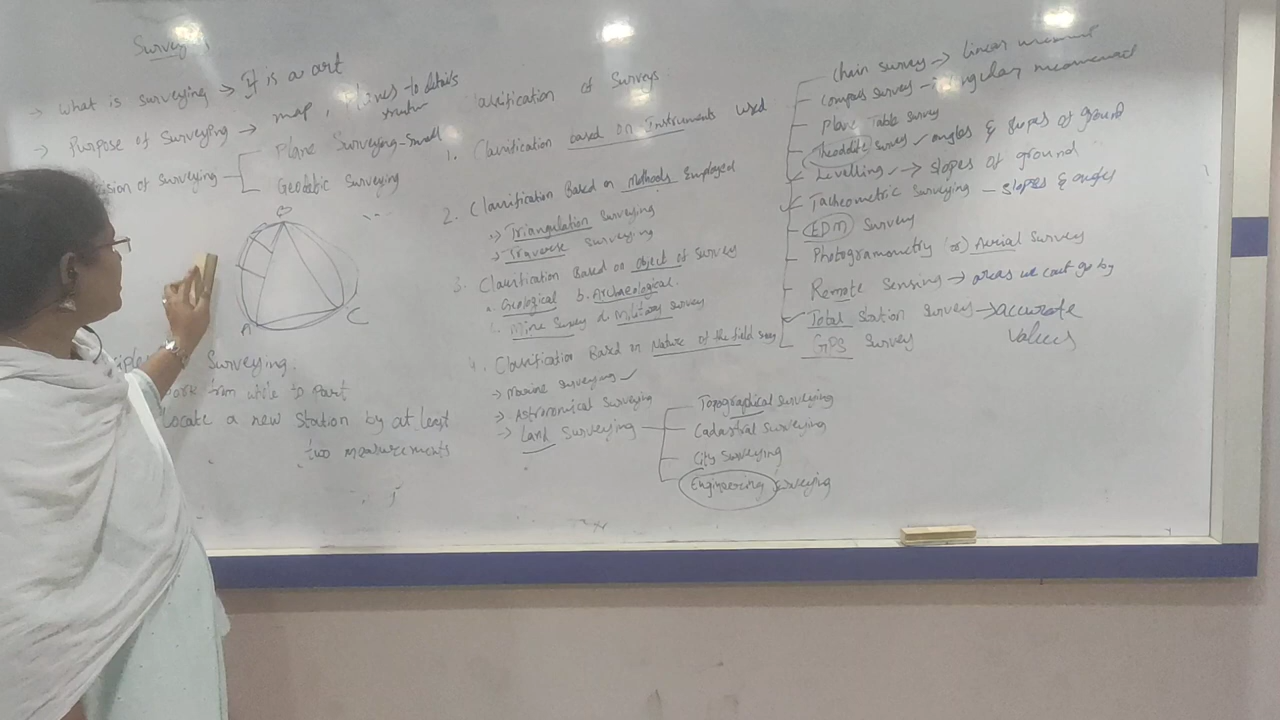 Surveying
→ What is surveying → It is a art
→ Purpose of Surveying → map, to details
Plane Surveying - small
Geodetic Surveying
of surveying
B
A
C
Surveying.
work from while to part
Locate a new Station by at least
two measurements
of Surveys
1. Classification based on Instruments used
2. Classification Based on Methods Employed
→ Triangulation Surveying
→ Traverse Surveying
3. Classification Based on object of Survey
a. Geological b. Archaeological.
c. Mine Survey d. Military survey
4. Classification Based on Nature of the field
→ Marine surveying
→ Astronomical Surveying
→ Land Surveying
Topographical surveying
Cadastral Surveying
City Surveying
Engineering surveying
Chain survey → linear
Compass survey - angular
Plane Table survey
Theodolite survey angles & slopes of ground
Levelling → slopes of ground
Tacheometric Surveying - slopes & angles
EDM Survey
Photogrammetry (or) Aerial Survey
Remote Sensing → areas we cant go by
Total Station Survey → accurate
values
GPS Survey